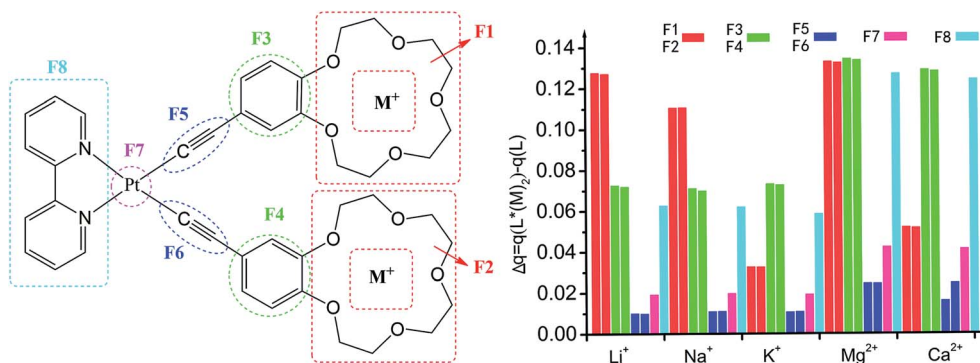 F8
F3
F1
F5
F7
M⁺
O
O
O
O
O
N
Pt
N
F6
F4
F2
M⁺
O
O
O
O
O
Δq=q(L*(M)₂)-q(L)
0.14
0.12
0.10
0.08
0.06
0.04
0.02
0.00
F1 F3 F5 F7 F8
F2 F4 F6
Li⁺ Na⁺ K⁺ Mg²⁺ Ca²⁺